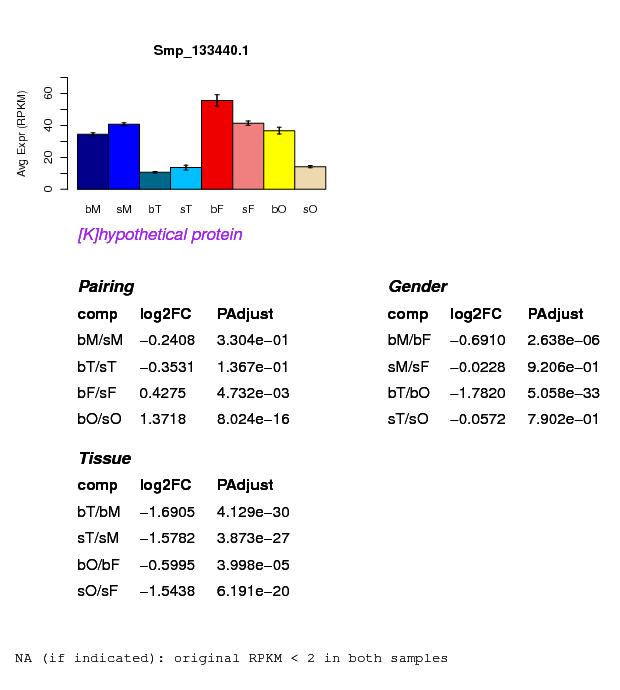 Smp_133440.1
Avg Expr (RPKM)
0 20 40 60
bM sM bT sT bF sF bO sO
[K]hypothetical protein
Pairing
comp log2FC PAdjust
bM/sM −0.2408 3.304e−01
bT/sT −0.3531 1.367e−01
bF/sF 0.4275 4.732e−03
bO/sO 1.3718 8.024e−16
Gender
comp log2FC PAdjust
bM/bF −0.6910 2.638e−06
sM/sF −0.0228 9.206e−01
bT/bO −1.7820 5.058e−33
sT/sO −0.0572 7.902e−01
Tissue
comp log2FC PAdjust
bT/bM −1.6905 4.129e−30
sT/sM −1.5782 3.873e−27
bO/bF −0.5995 3.998e−05
sO/sF −1.5438 6.191e−20
NA (if indicated): original RPKM < 2 in both samples